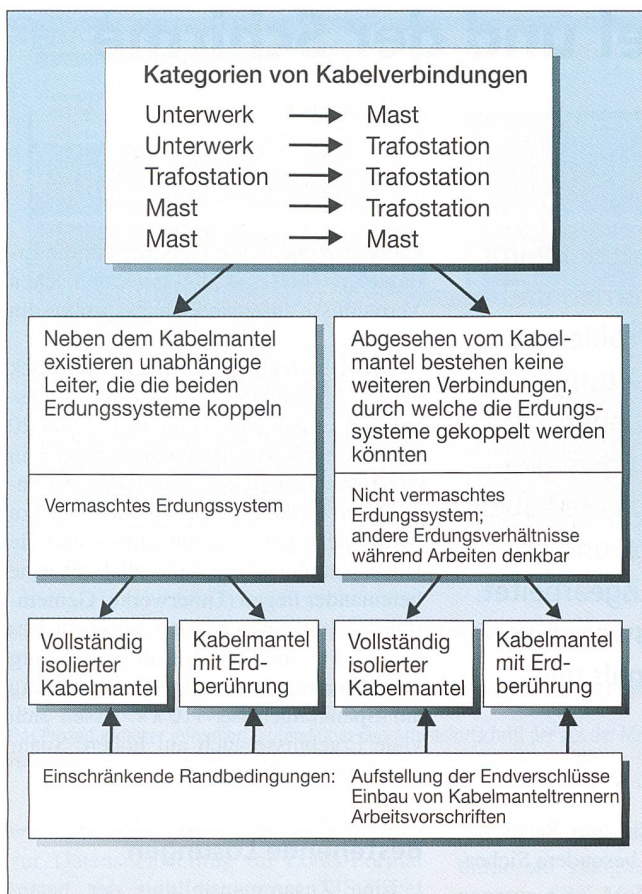 Kategorien von Kabelverbindungen
Unterwerk → Mast
Unterwerk → Trafostation
Trafostation → Trafostation
Mast → Trafostation
Mast → Mast
Neben dem Kabelmantel
existieren unabhängige
Leiter, die die beiden
Erdungssysteme koppeln
Vermaschtes Erdungssystem
Abgesehen vom Kabel-
mantel bestehen keine
weiteren Verbindungen,
durch welche die Erdungs-
systeme gekoppelt werden
könnten
Nicht vermaschtes
Erdungssystem;
andere Erdungsverhältnisse
während Arbeiten denkbar
Vollständig
isolierter
Kabelmantel
Kabelmantel
mit Erd-
berührung
Vollständig
isolierter
Kabelmantel
Kabelmantel
mit Erd-
berührung
Einschränkende Randbedingungen: Aufstellung der Endverschlüsse
Einbau von Kabelmanteltrennern
Arbeitsvorschriften